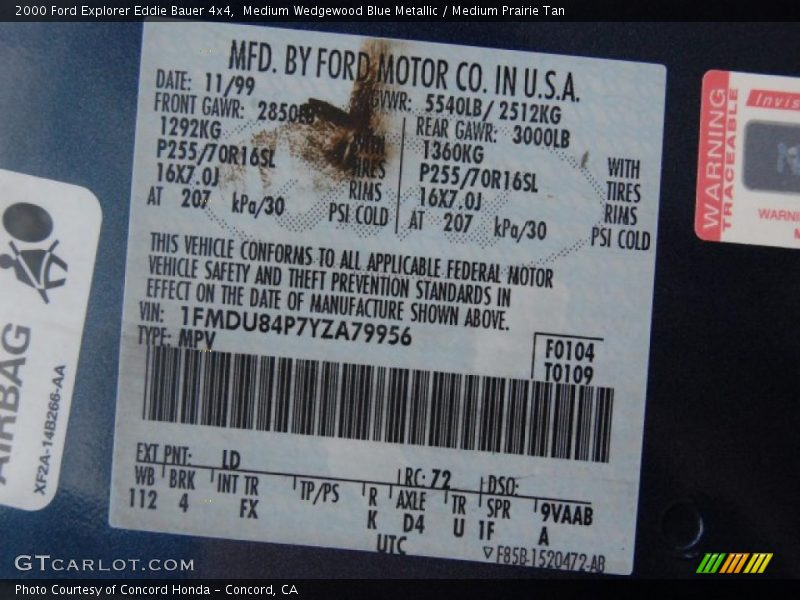 2000 Ford Explorer Eddie Bauer 4x4, Medium Wedgewood Blue Metallic / Medium Prairie Tan
MFD. BY FORD MOTOR CO. IN U.S.A.
DATE: 11/99
GVWR: 5540LB/ 2512KG
FRONT GAWR: 2850LB
REAR GAWR: 3000LB
1292KG WITH
1360KG WITH
P255/70R16SL TIRES
P255/70R16SL TIRES
16X7.0J RIMS
16X7.0J RIMS
AT 207 kPa/30 PSI COLD
AT 207 kPa/30 PSI COLD
THIS VEHICLE CONFORMS TO ALL APPLICABLE FEDERAL MOTOR
VEHICLE SAFETY AND THEFT PREVENTION STANDARDS IN
EFFECT ON THE DATE OF MANUFACTURE SHOWN ABOVE.
VIN: 1FMDU84P7YZA79956
TYPE: MPV
F0104
T0109
EXT PNT: LD
RC: 72 DSO:
WB BRK INT TR TP/PS R AXLE TR SPR 9VAAB
112 4 FX K D4 U 1F A
UTC
▽F85B-1520472-AB
AIRBAG
XF2A-14B266-AA
WARNING
TRACEABLE
Invis
WARNI
GTCARLOT.COM
Photo Courtesy of Concord Honda - Concord, CA